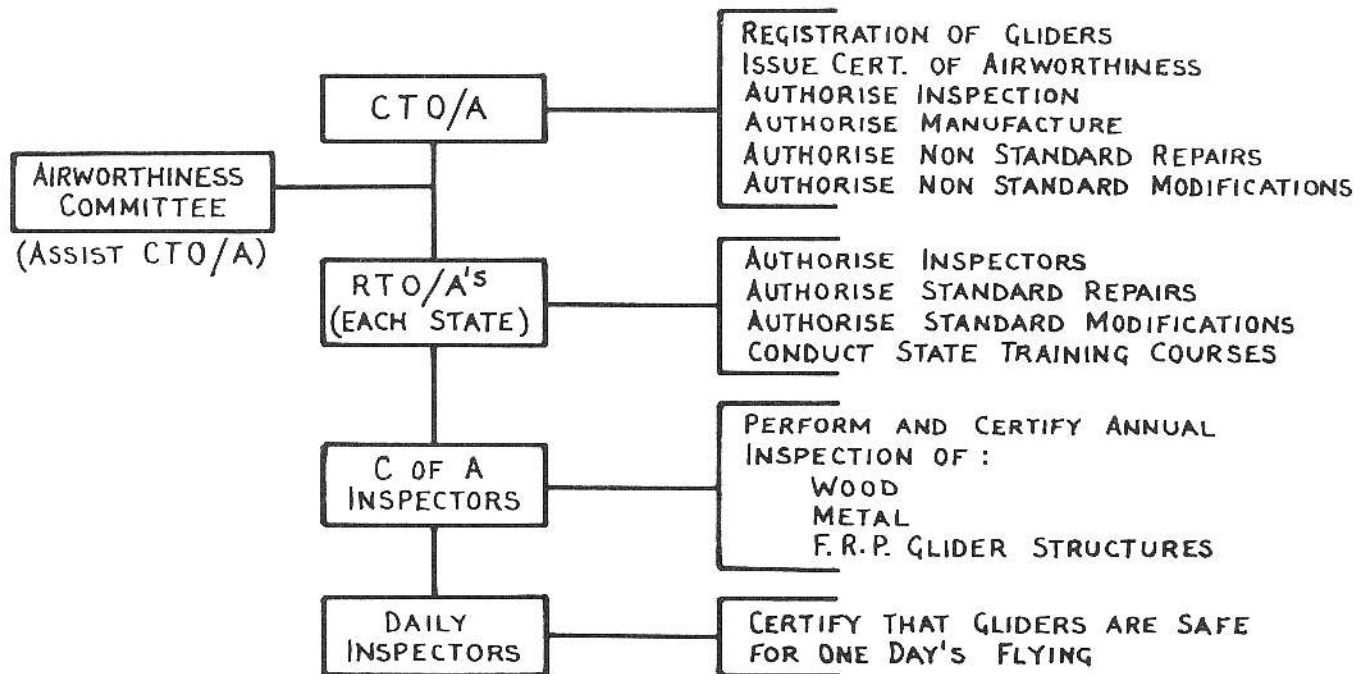 CTO/A
REGISTRATION OF GLIDERS
ISSUE CERT. OF AIRWORTHINESS
AUTHORISE INSPECTION
AUTHORISE MANUFACTURE
AUTHORISE NON STANDARD REPAIRS
AUTHORISE NON STANDARD MODIFICATIONS
AIRWORTHINESS
COMMITTEE
(ASSIST CTO/A)
RTO/A'S
(EACH STATE)
AUTHORISE INSPECTORS
AUTHORISE STANDARD REPAIRS
AUTHORISE STANDARD MODIFICATIONS
CONDUCT STATE TRAINING COURSES
C OF A
INSPECTORS
PERFORM AND CERTIFY ANNUAL
INSPECTION OF :
WOOD
METAL
F.R.P. GLIDER STRUCTURES
DAILY
INSPECTORS
CERTIFY THAT GLIDERS ARE SAFE
FOR ONE DAY'S FLYING